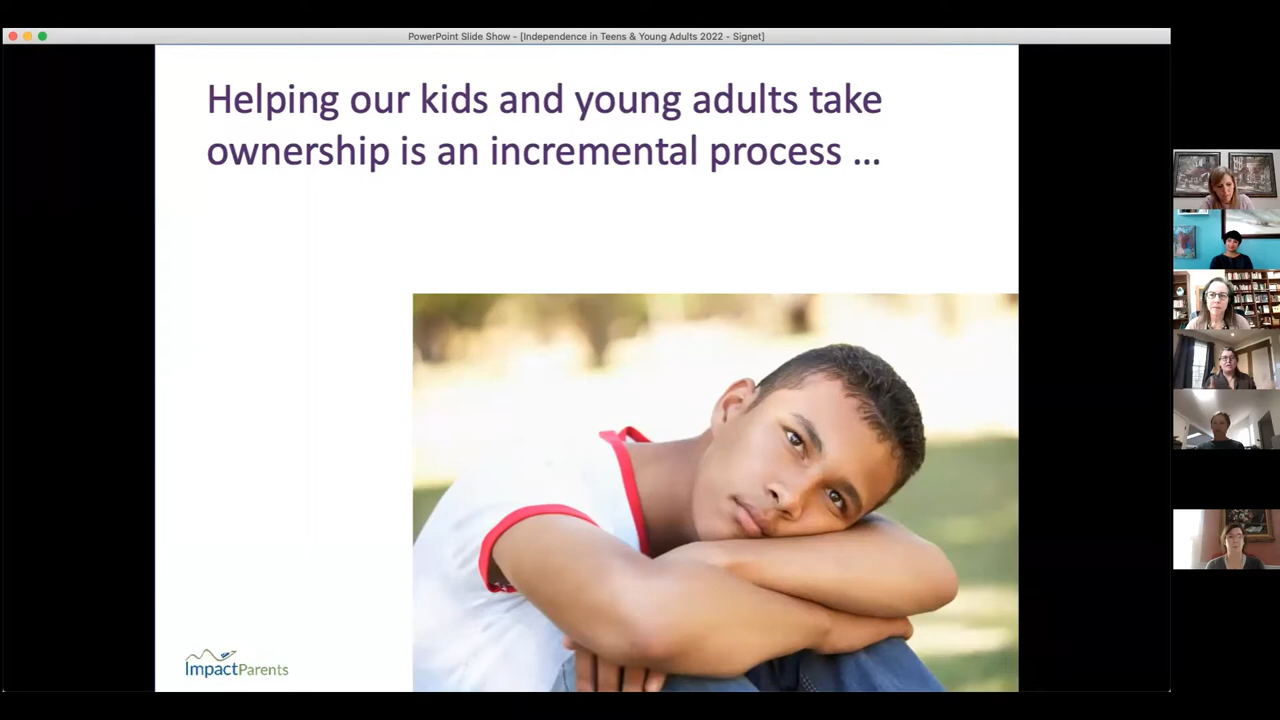 PowerPoint Slide Show - [Independence in Teens & Young Adults 2022 - Signet]
Helping our kids and young adults take
ownership is an incremental process ...
ImpactParents